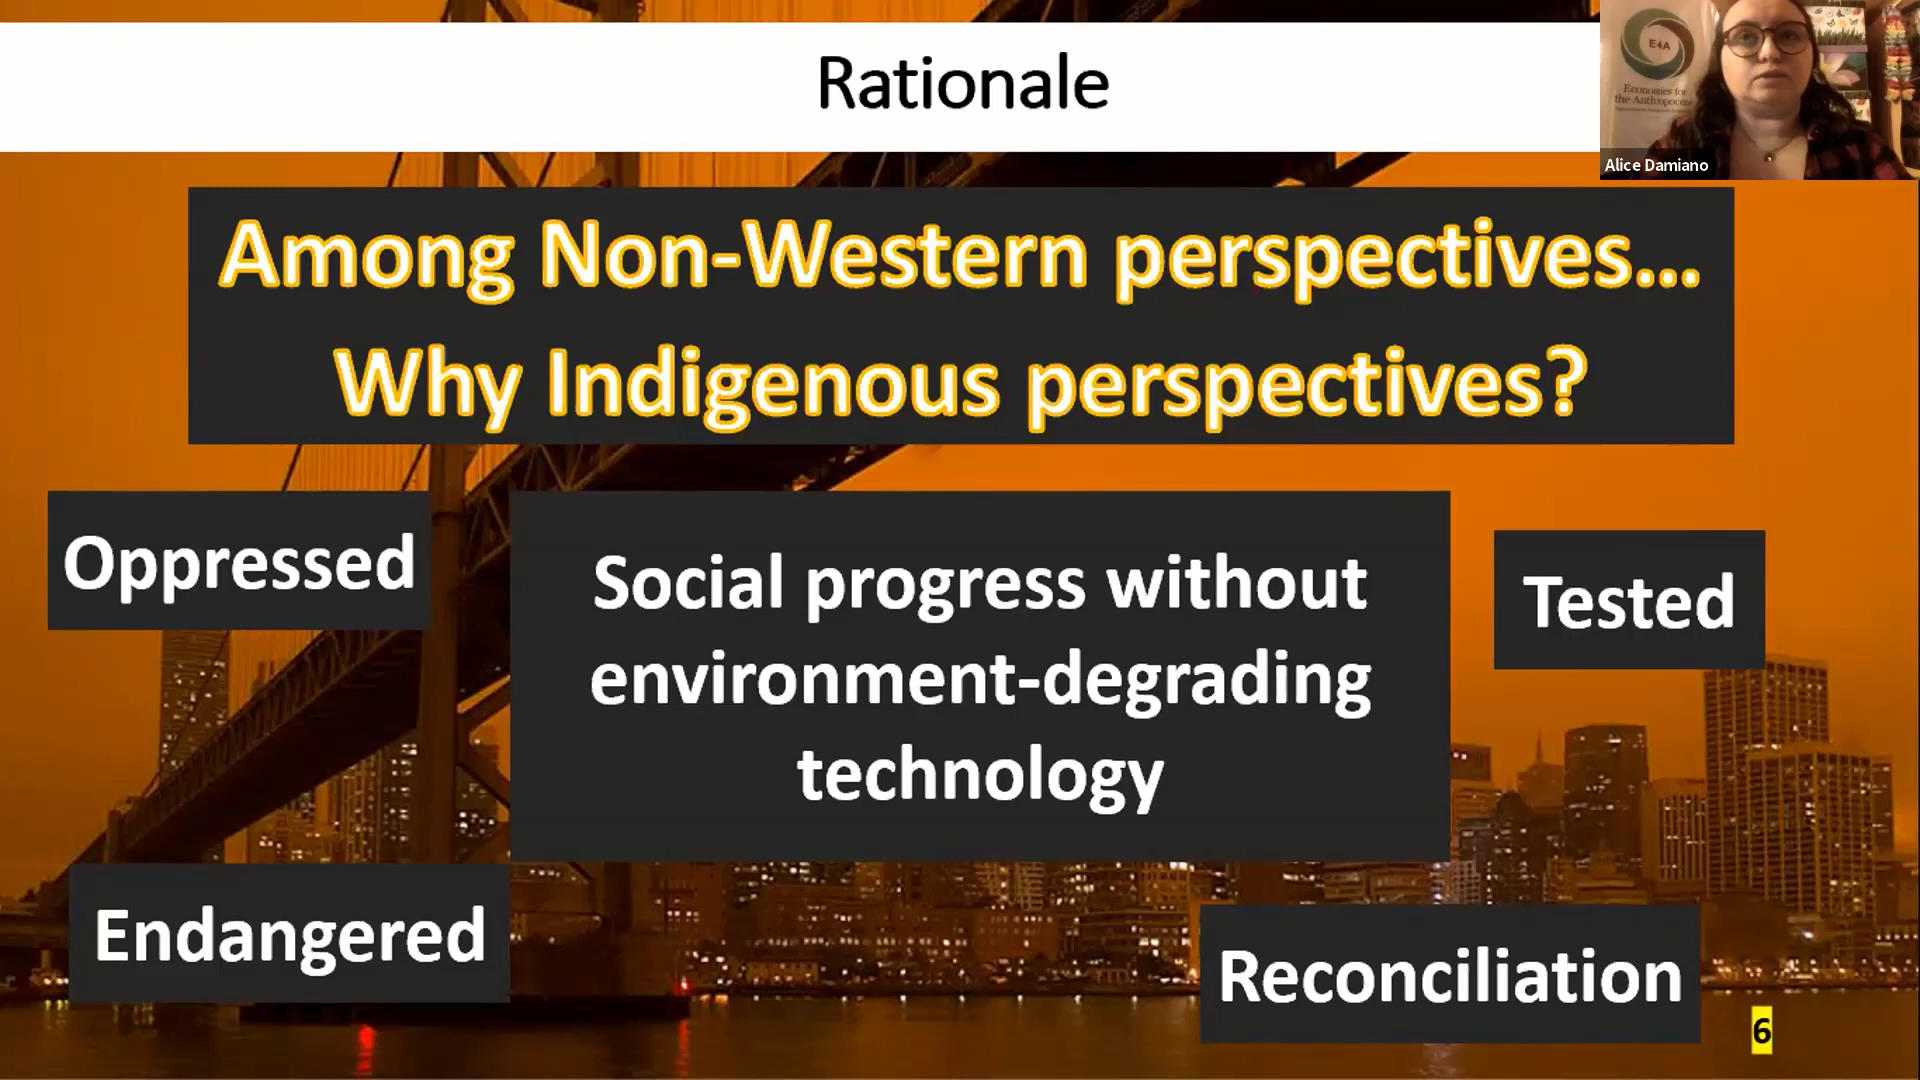 Rationale
E4A
Economics for
the Anthropocene
Alice Damiano
Among Non-Western perspectives...
Why Indigenous perspectives?
Oppressed
Social progress without
environment-degrading
technology
Tested
Endangered
Reconciliation
6